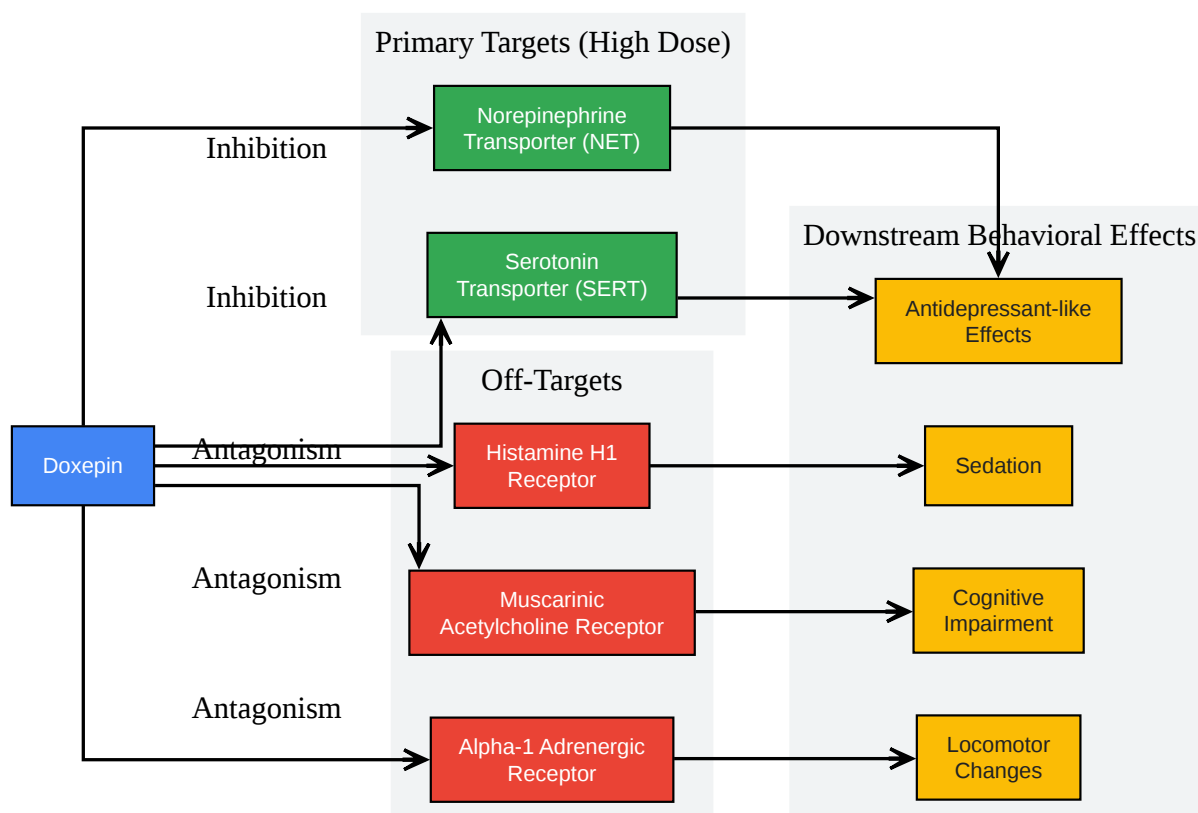 Primary Targets (High Dose)
Norepinephrine
Transporter (NET)
Inhibition
Downstream Behavioral Effects
Serotonin
Transporter (SERT)
Inhibition
Antidepressant-like
Effects
Off-Targets
Doxepin
Antagonism
Histamine H1
Receptor
Sedation
Antagonism
Muscarinic
Acetylcholine Receptor
Cognitive
Impairment
Antagonism
Alpha-1 Adrenergic
Receptor
Locomotor
Changes